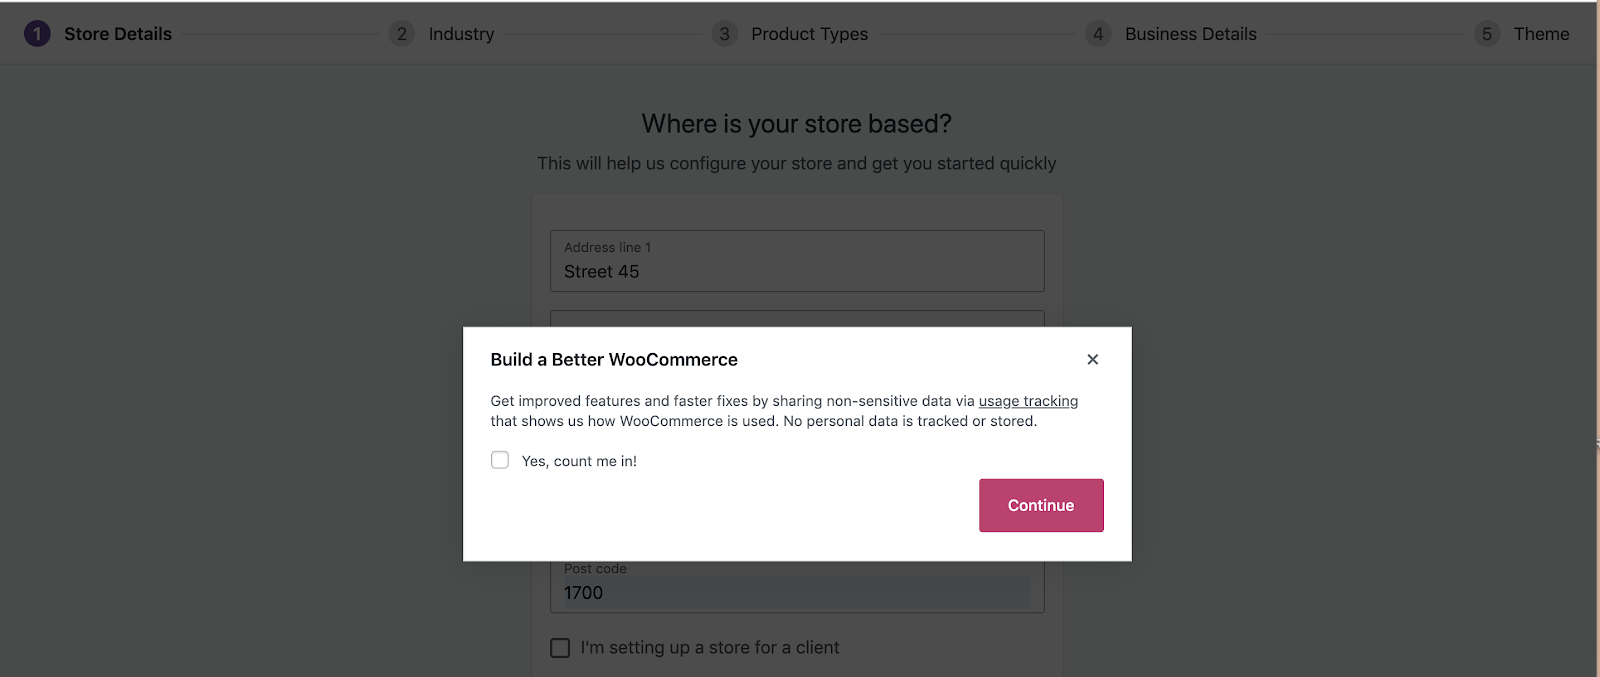 1 Store Details 2 Industry 3 Product Types 4 Business Details 5 Theme
Where is your store based?
This will help us configure your store and get you started quickly
Address line 1
Street 45
Build a Better WooCommerce
Get improved features and faster fixes by sharing non-sensitive data via usage tracking
that shows us how WooCommerce is used. No personal data is tracked or stored.
Yes, count me in!
Continue
Post code
1700
I'm setting up a store for a client